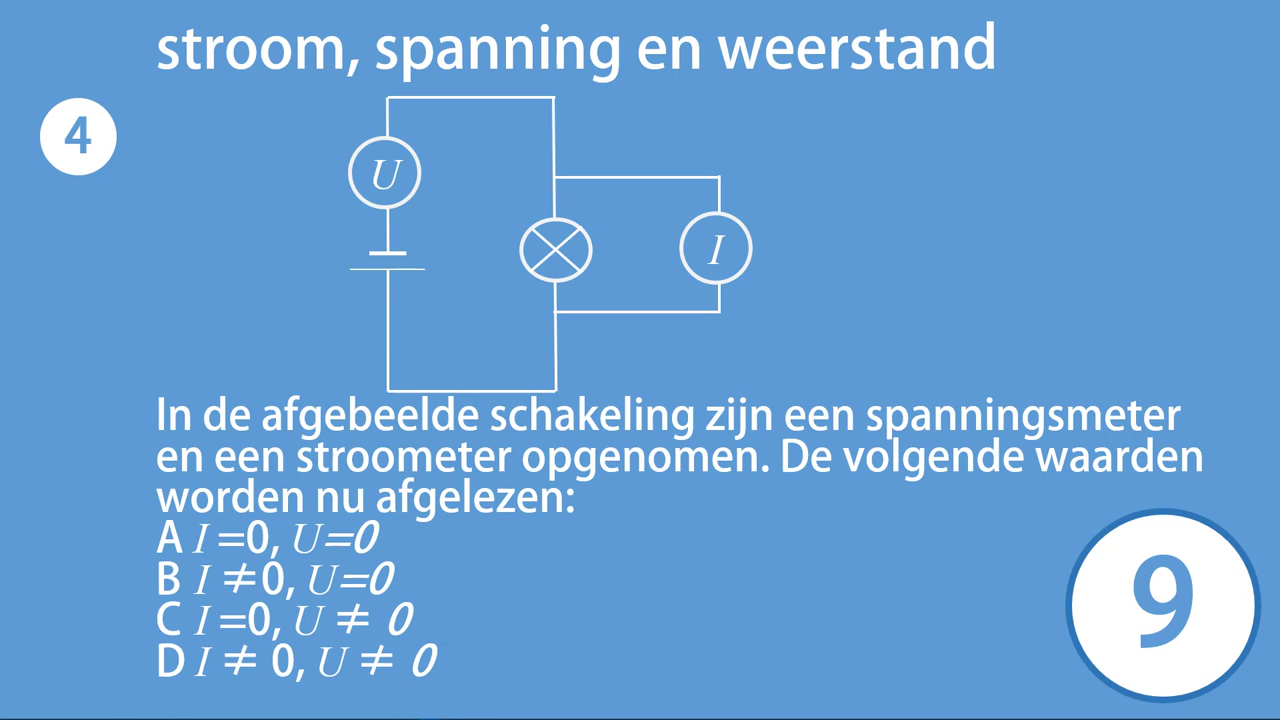 stroom, spanning en weerstand
4
U
I
In de afgebeelde schakeling zijn een spanningsmeter
en een stroometer opgenomen. De volgende waarden
worden nu afgelezen:
A I =0, U=0
B I ≠0, U=0
C I =0, U ≠ 0
D I ≠ 0, U ≠ 0
9